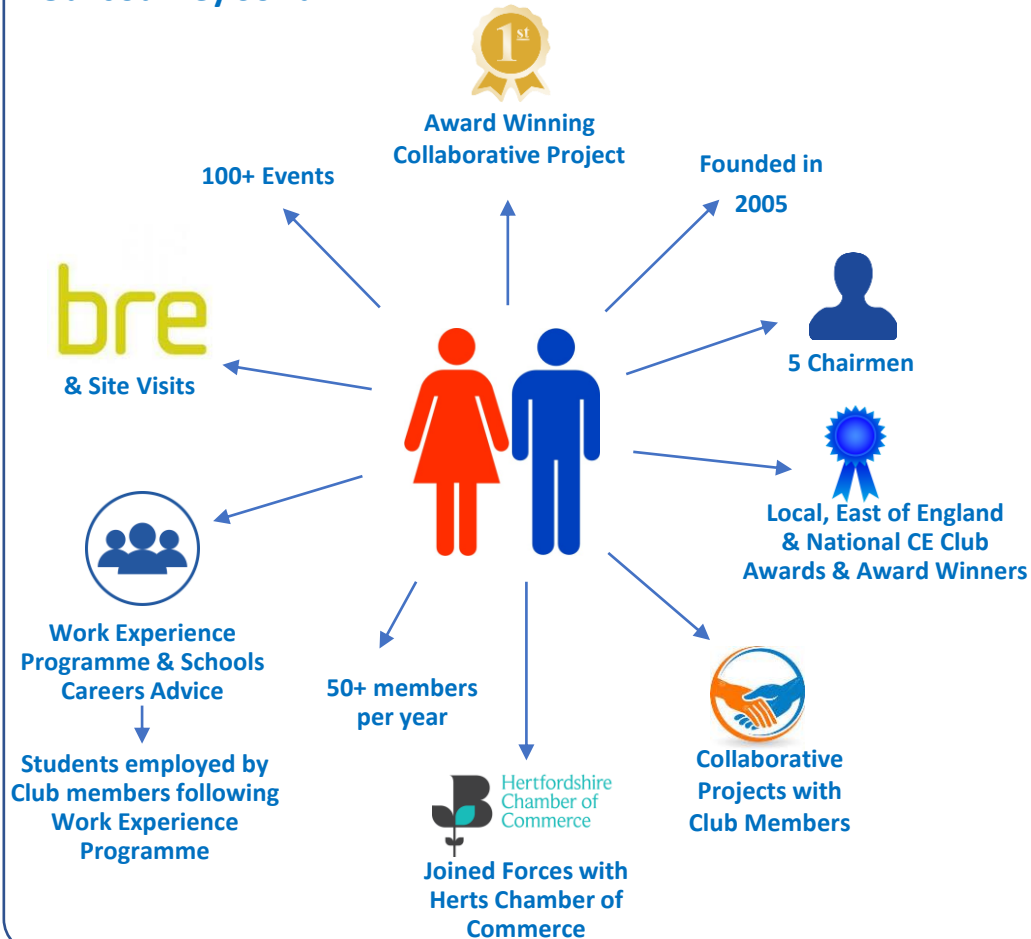 1st
Award Winning
Collaborative Project
100+ Events
Founded in
2005
bre
& Site Visits
5 Chairmen
Local, East of England
& National CE Club
Awards & Award Winners
Work Experience
Programme & Schools
Careers Advice
Students employed by
Club members following
Work Experience
Programme
50+ members
per year
Hertfordshire
Chamber of
Commerce
Joined Forces with
Herts Chamber of
Commerce
Collaborative
Projects with
Club Members